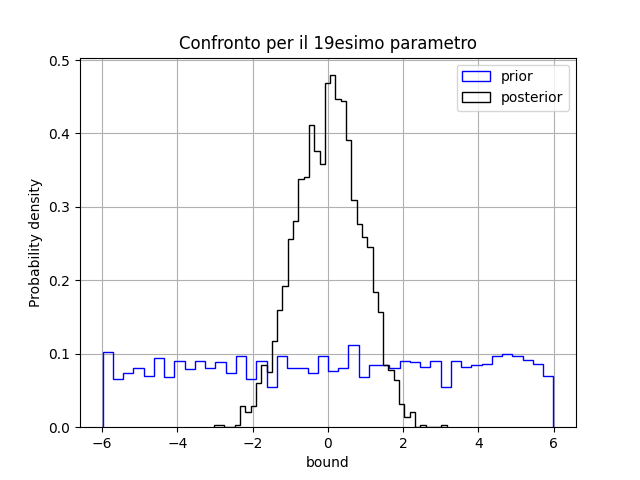 Confronto per il 19esimo parametro
prior
posterior
Probability density
0.5
0.4
0.3
0.2
0.1
0.0
−6
−4
−2
0
2
4
6
bound